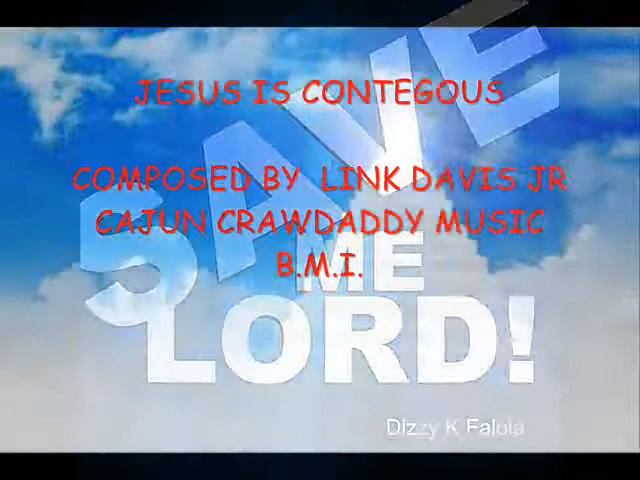 JESUS IS CONTEGOUS
COMPOSED BY LINK DAVIS JR
CAJUN CRAWDADDY MUSIC
B.M.I.
SAVE
ME
LORD!
Dizzy K Falola